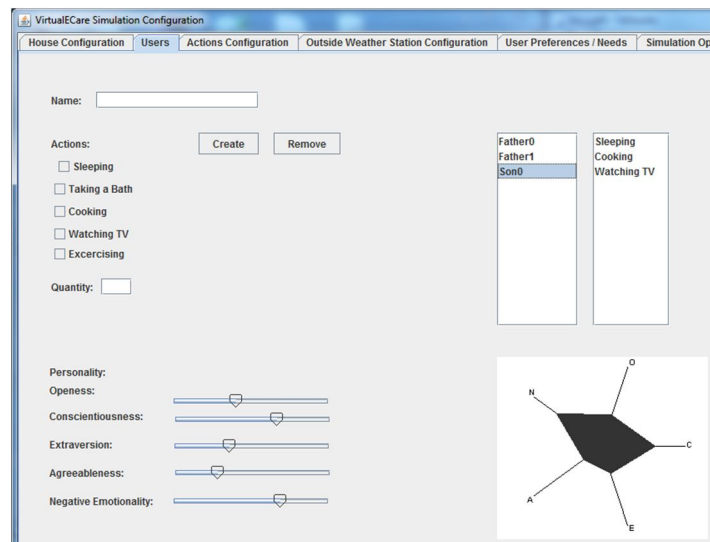 VirtualECare Simulation Configuration
House Configuration Users Actions Configuration Outside Weather Station Configuration User Preferences / Needs Simulation Op
Name:
Actions: Create Remove
Sleeping
Taking a Bath
Cooking
Watching TV
Excercising
Quantity:
Father0
Father1
Son0
Sleeping
Cooking
Watching TV
Personality:
Openess:
Conscientiousness:
Extraversion:
Agreeableness:
Negative Emotionality:
O
N
C
A
E